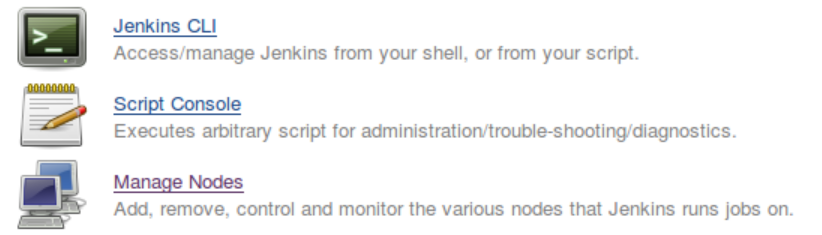 Jenkins CLI
Access/manage Jenkins from your shell, or from your script.
Script Console
Executes arbitrary script for administration/trouble-shooting/diagnostics.
Manage Nodes
Add, remove, control and monitor the various nodes that Jenkins runs jobs on.